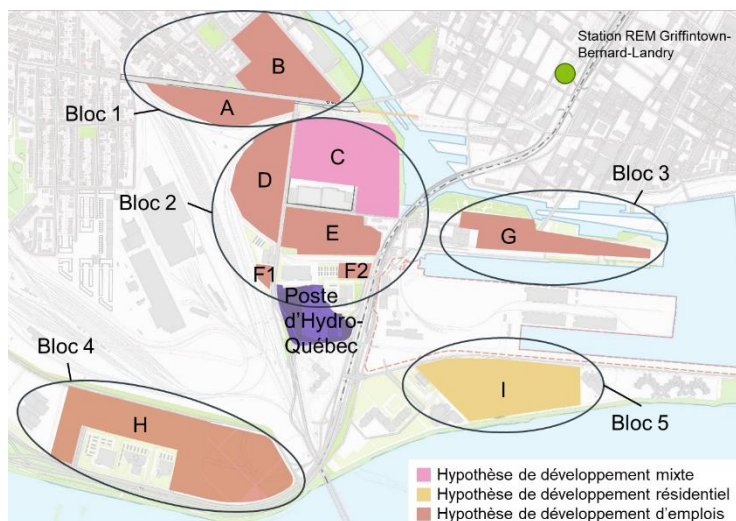 Station REM Griffintown-
Bernard-Landry
B
A
Bloc 1
C
Bloc 3
D
Bloc 2
E
G
F1
F2
Poste
d'Hydro-
Québec
Bloc 4
H
I
Bloc 5
Hypothèse de développement mixte
Hypothèse de développement résidentiel
Hypothèse de développement d'emplois